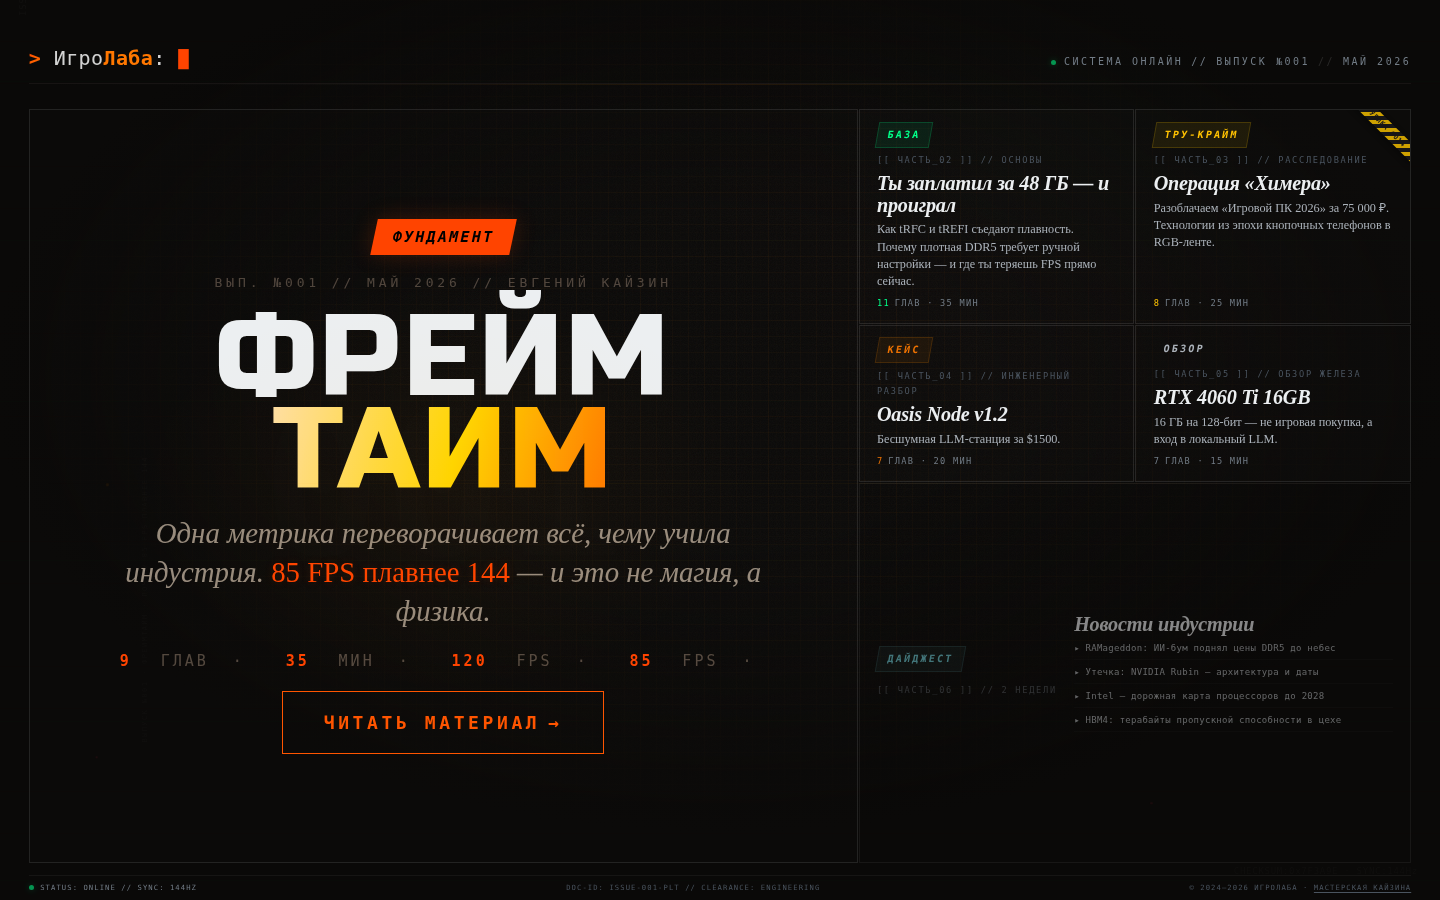 > ИгроЛаба:
СИСТЕМА ОНЛАЙН // ВЫПУСК №001 // МАЙ 2026
ФУНДАМЕНТ
ВЫП. №001 // МАЙ 2026 // ЕВГЕНИЙ КАЙЗИН
ФРЕЙМ
ТАЙМ
Одна метрика переворачивает всё, чему учила
индустрия. 85 FPS плавнее 144 — и это не магия, а
физика.
9 ГЛАВ · 35 МИН · 120 FPS · 85 FPS ·
ЧИТАТЬ МАТЕРИАЛ →
БАЗА
[[ ЧАСТЬ_02 ]] // ОСНОВЫ
Ты заплатил за 48 ГБ — и
проиграл
Как tRFC и tREFI съедают плавность.
Почему плотная DDR5 требует ручной
настройки — и где ты теряешь FPS прямо
сейчас.
11 ГЛАВ · 35 МИН
ТРУ-КРАЙМ
[[ ЧАСТЬ_03 ]] // РАССЛЕДОВАНИЕ
Операция «Химера»
Разоблачаем «Игровой ПК 2026» за 75 000 ₽.
Технологии из эпохи кнопочных телефонов в
RGB-ленте.
8 ГЛАВ · 25 МИН
КЕЙС
[[ ЧАСТЬ_04 ]] // ИНЖЕНЕРНЫЙ
РАЗБОР
Oasis Node v1.2
Бесшумная LLM-станция за $1500.
7 ГЛАВ · 20 МИН
ОБЗОР
[[ ЧАСТЬ_05 ]] // ОБЗОР ЖЕЛЕЗА
RTX 4060 Ti 16GB
16 ГБ на 128-бит — не игровая покупка, а
вход в локальный LLM.
7 ГЛАВ · 15 МИН
ДАЙДЖЕСТ
[[ ЧАСТЬ_06 ]] // 2 НЕДЕЛИ
Новости индустрии
▸ RAMageddon: ИИ-бум поднял цены DDR5 до небес
▸ Утечка: NVIDIA Rubin — архитектура и даты
▸ Intel — дорожная карта процессоров до 2028
▸ HBM4: терабайты пропускной способности в цехе
STATUS: ONLINE // SYNC: 144HZ
DOC-ID: ISSUE-001-PLT // CLEARANCE: ENGINEERING
© 2024–2026 ИГРОЛАБА · МАСТЕРСКАЯ КАЙЗИНА